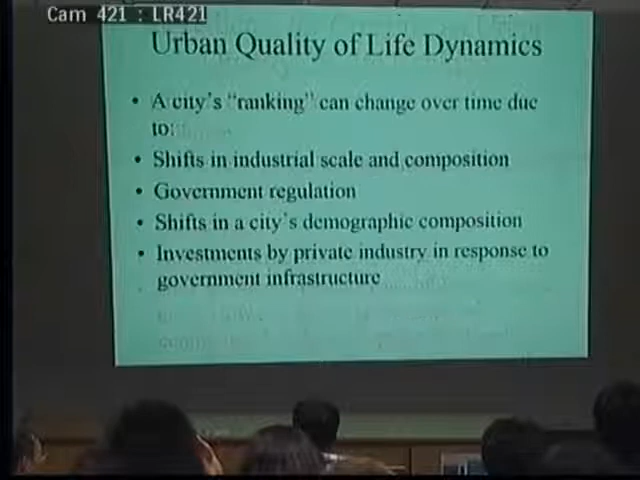 Cam 421 : LR421
Urban Quality of Life Dynamics
• A city's "ranking" can change over time due
to:
• Shifts in industrial scale and composition
• Government regulation
• Shifts in a city's demographic composition
• Investments by private industry in response to
government infrastructure